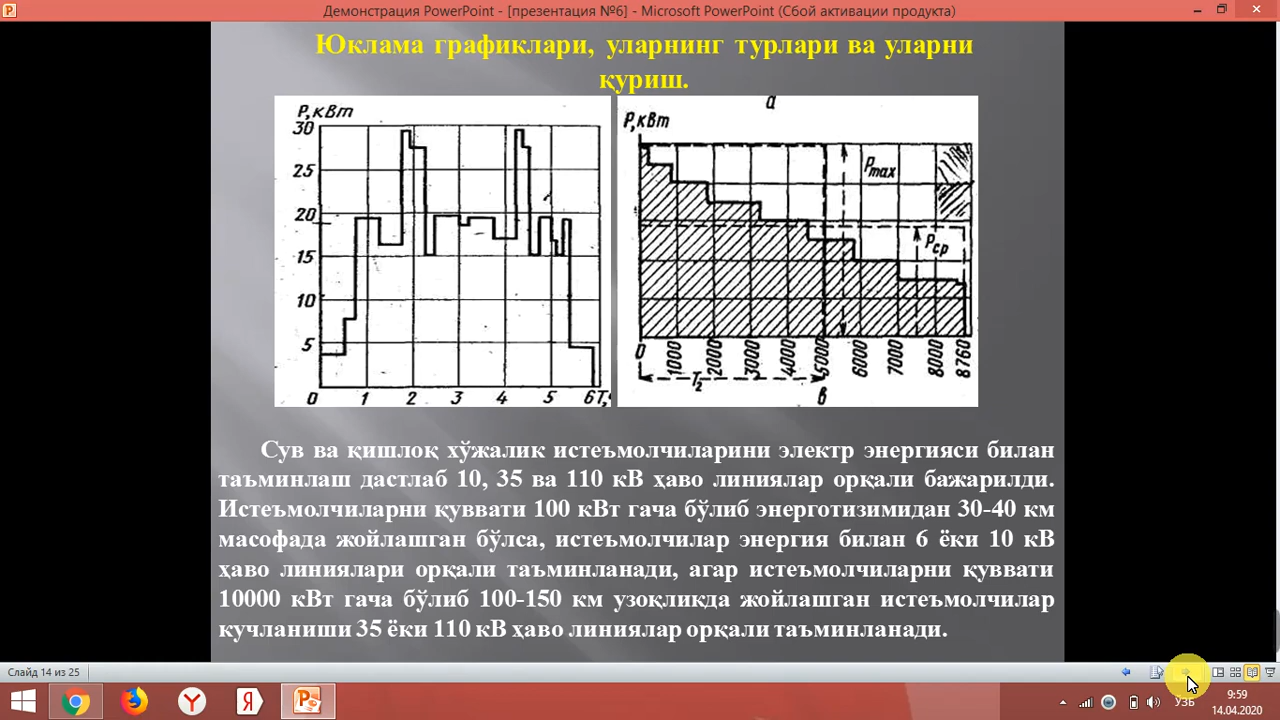 Демонстрация PowerPoint - [презентация №6] - Microsoft PowerPoint (Сбой активации продукта)
Юклама графиклари, уларнинг турлари ва уларни
қуриш.
а
P,кВт
30
25
20
15
10
5
0 1 2 3 4 5 6 T,ч
P,кВт
Pmax
Pср
0 1000 2000 3000 4000 5000 6000 7000 8000 8760
T2
в
Сув ва қишлоқ хўжалик истеъмолчиларини электр энергияси билан
таъминлаш дастлаб 10, 35 ва 110 кВ ҳаво линиялар орқали бажарилди.
Истеъмолчиларни қуввати 100 кВт гача бўлиб энерготизимидан 30-40 км
масофада жойлашган бўлса, истеъмолчилар энергия билан 6 ёки 10 кВ
ҳаво линиялари орқали таъминланади, агар истеъмолчиларни қуввати
10000 кВт гача бўлиб 100-150 км узоқликда жойлашган истеъмолчилар
кучланиши 35 ёки 110 кВ ҳаво линиялар орқали таъминланади.
Слайд 14 из 25
УЗБ
9:59
14.04.2020